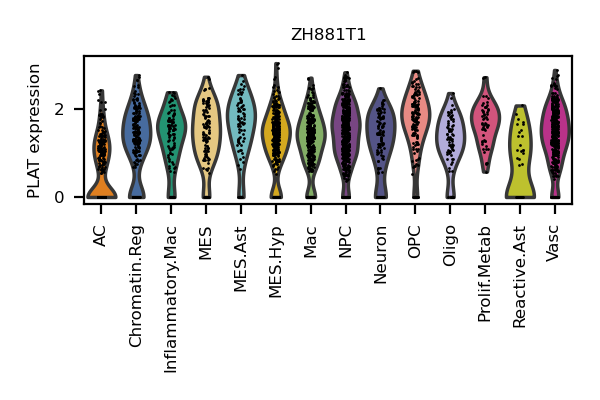 ZH881T1
PLAT expression
2
0
AC
Chromatin.Reg
Inflammatory.Mac
MES
MES.Ast
MES.Hyp
Mac
NPC
Neuron
OPC
Oligo
Prolif.Metab
Reactive.Ast
Vasc